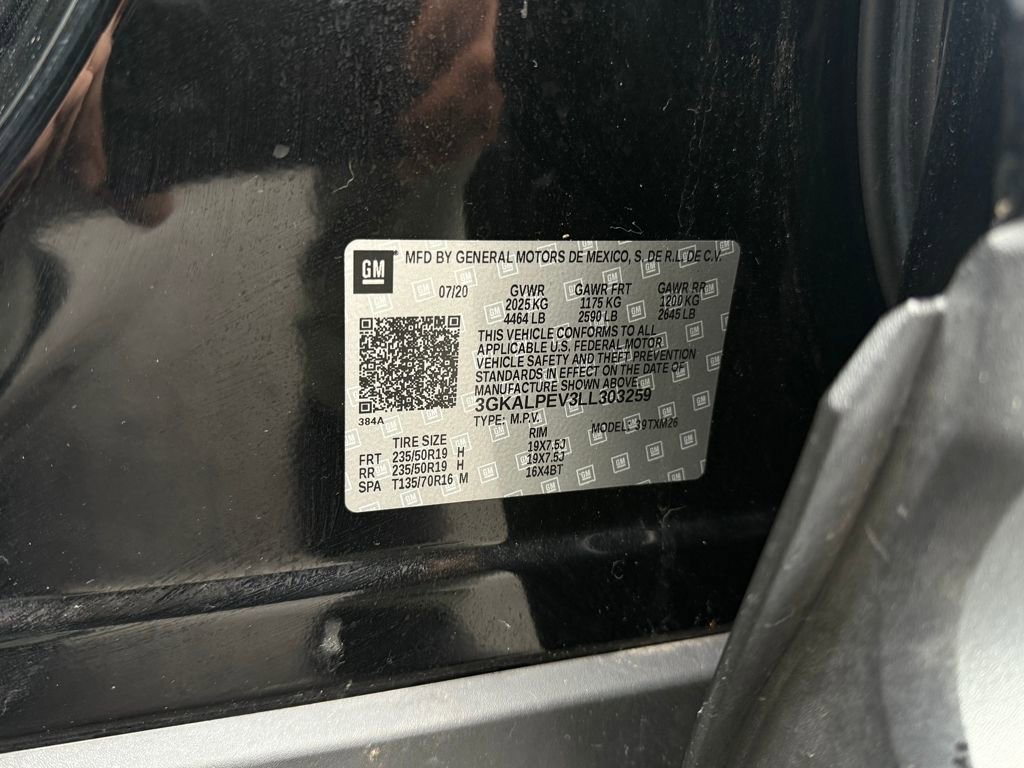 GM
MFD BY GENERAL MOTORS DE MEXICO, S. DE R.L. DE C.V.
07/20 GVWR GAWR FRT GAWR RR
2025 KG 1175 KG 1200 KG
4464 LB 2590 LB 2645 LB
THIS VEHICLE CONFORMS TO ALL
APPLICABLE U.S. FEDERAL MOTOR
VEHICLE SAFETY AND THEFT PREVENTION
STANDARDS IN EFFECT ON THE DATE OF
MANUFACTURE SHOWN ABOVE.
3GKALPEV3LL303259
384A
TYPE: M.P.V. MODEL: 39TXM26
TIRE SIZE RIM
FRT 235/50R19 H 19X7.5J
RR 235/50R19 H 19X7.5J
SPA T135/70R16 M 16X4BT